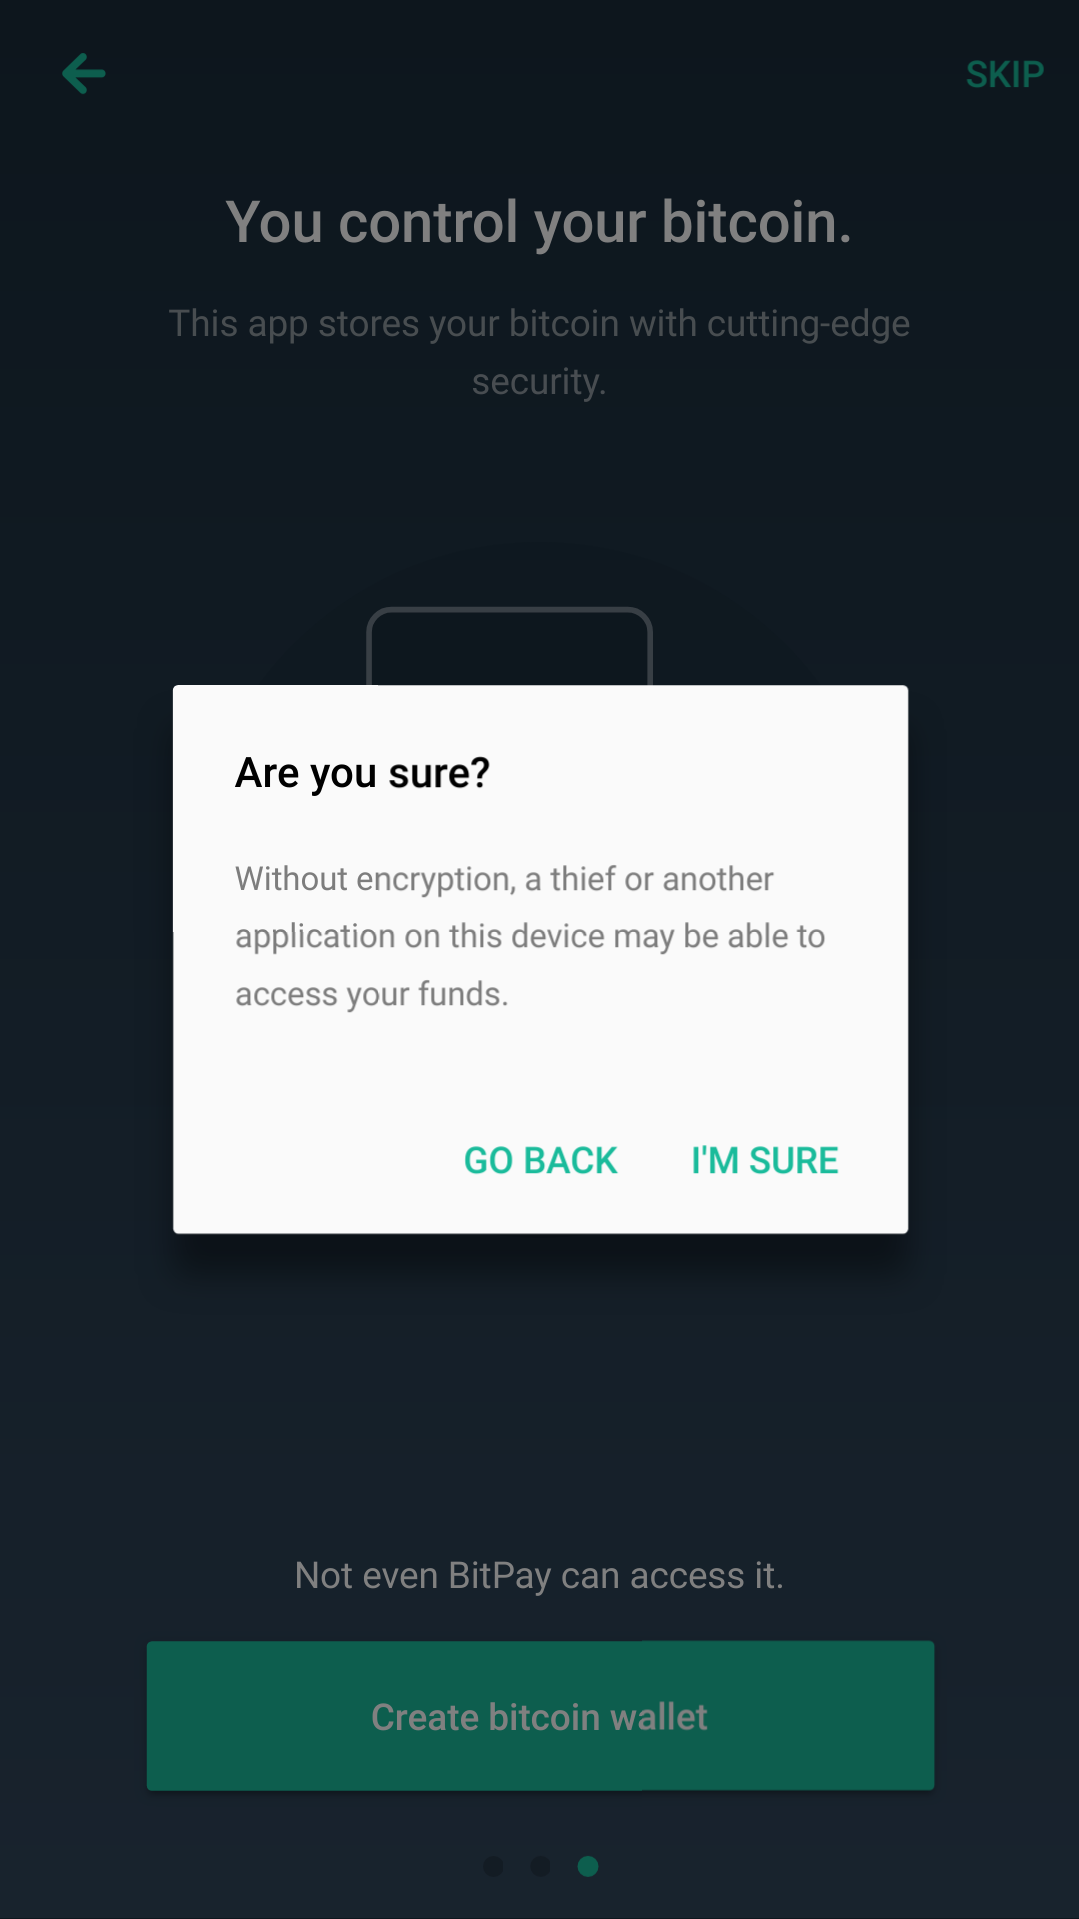 SKIP
You control your bitcoin.
This app stores your bitcoin with cutting-edge
security.
Are you sure?
Without encryption, a thief or another
application on this device may be able to
access your funds.
GO BACK I'M SURE
Not even BitPay can access it.
Create bitcoin wallet